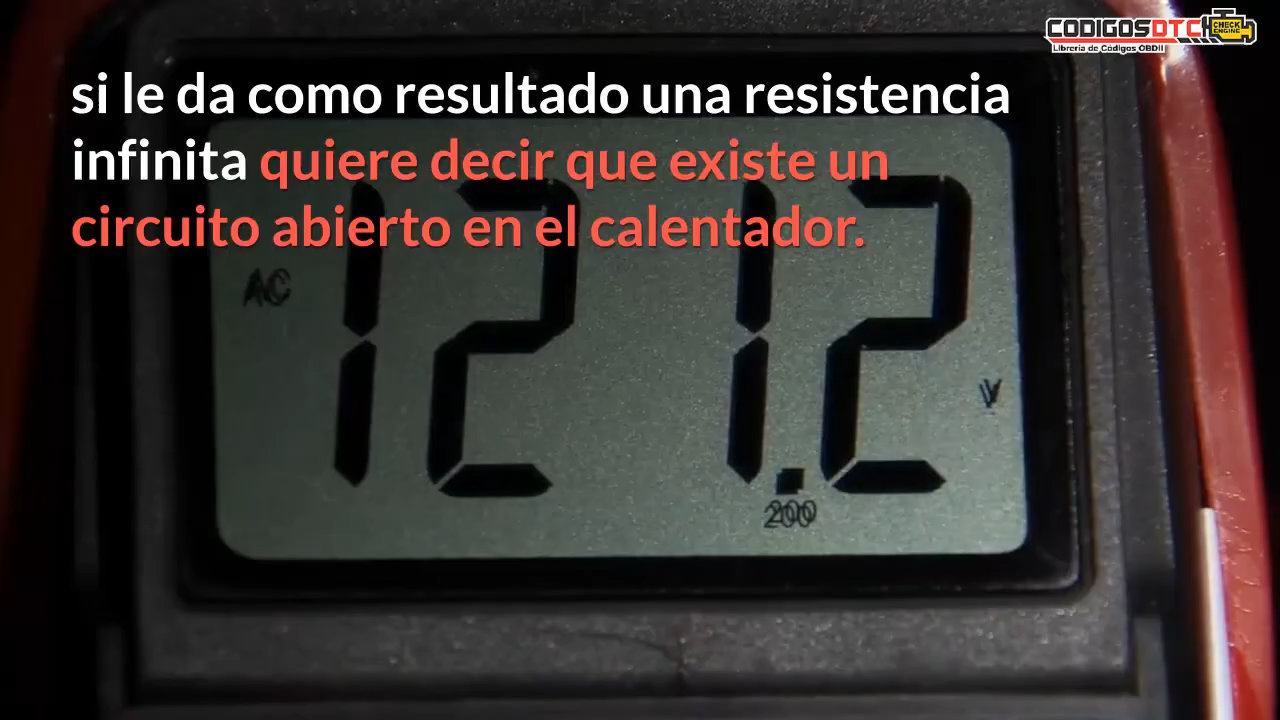 CODIGOSDTC
CHECK
ENGINE
Libreria de Códigos OBDII
si le da como resultado una resistencia
infinita quiere decir que existe un
circuito abierto en el calentador.
AC
121.2
V
200